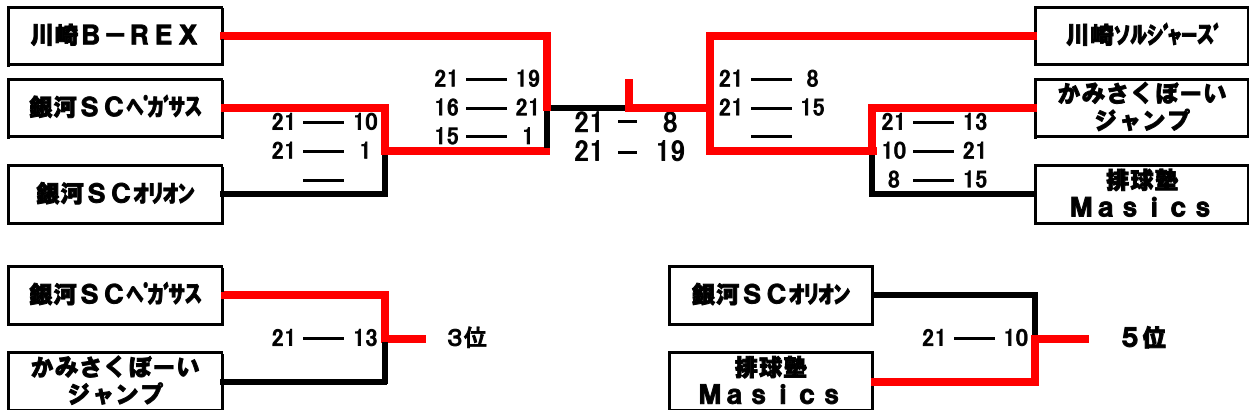 川崎B-REX
川崎ソルジャーズ
21 ── 19
21 ── 8
銀河SCペガサス
16 ── 21
21 ── 15
かみさくぼーい
ジャンプ
21 ── 10
21 － 8
21 ── 13
21 ── 1
15 ── 1
──
21 － 19
10 ── 21
──
8 ── 15
銀河SCオリオン
排球塾
Masics
銀河SCペガサス
銀河SCオリオン
21 ── 13
3位
21 ── 10
5位
かみさくぼーい
ジャンプ
排球塾
Masics